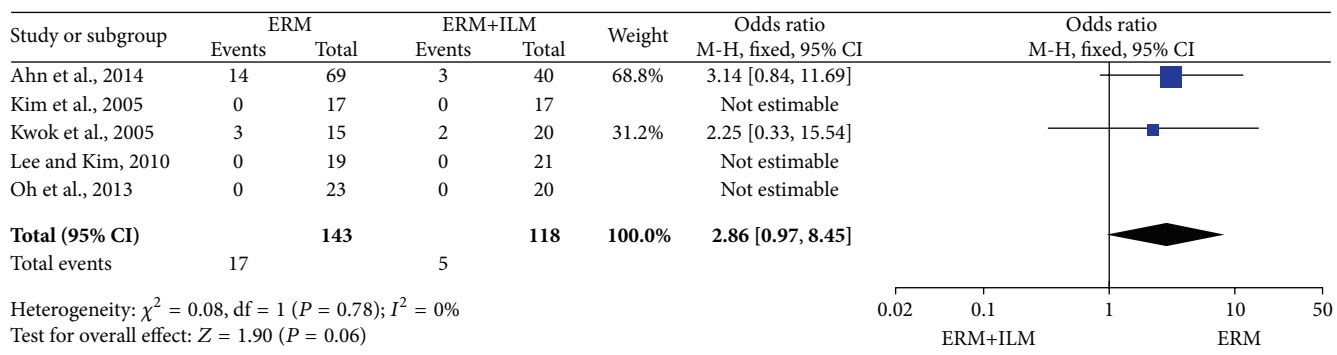 Study or subgroup ERM ERM+ILM Weight Odds ratio Odds ratio
Events Total Events Total M-H, fixed, 95% CI M-H, fixed, 95% CI
Ahn et al., 2014 14 69 3 40 68.8% 3.14 [0.84, 11.69]
Kim et al., 2005 0 17 0 17 Not estimable
Kwok et al., 2005 3 15 2 20 31.2% 2.25 [0.33, 15.54]
Lee and Kim, 2010 0 19 0 21 Not estimable
Oh et al., 2013 0 23 0 20 Not estimable
Total (95% CI) 143 118 100.0% 2.86 [0.97, 8.45]
Total events 17 5
Heterogeneity: χ² = 0.08, df = 1 (P = 0.78); I² = 0%
Test for overall effect: Z = 1.90 (P = 0.06)
0.02 0.1 1 10 50
ERM+ILM ERM